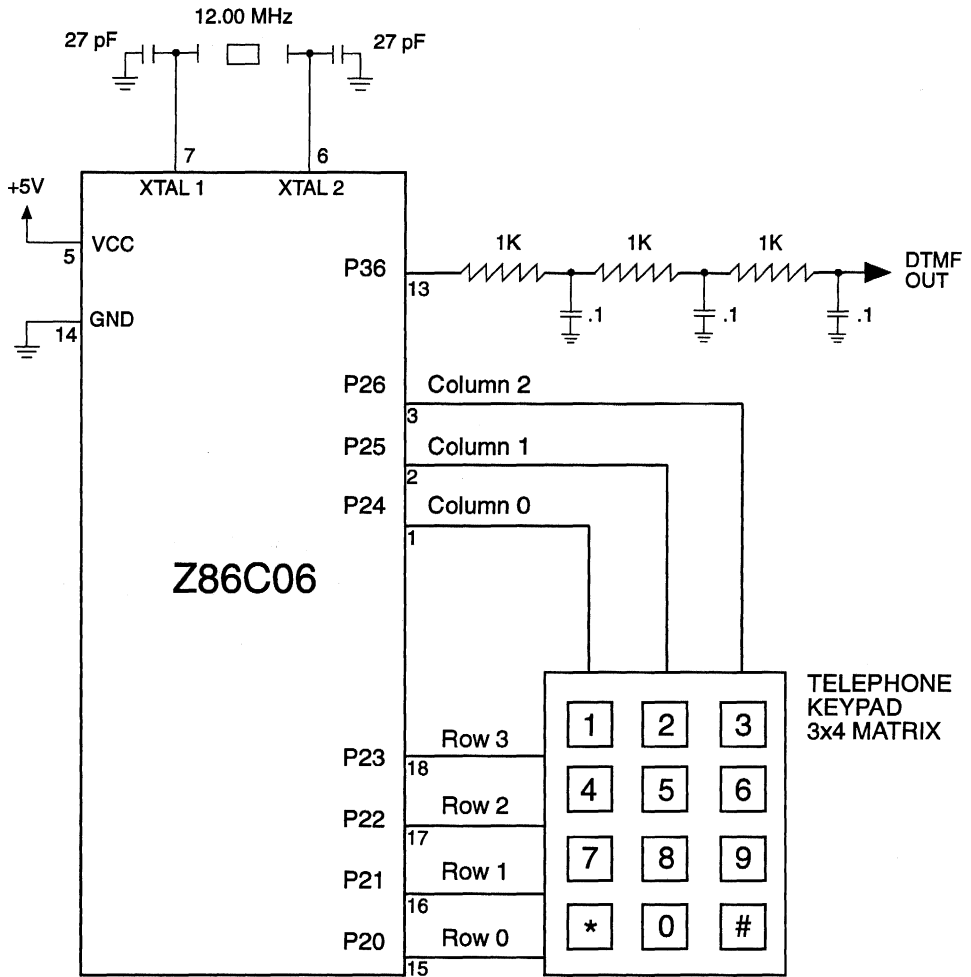 12.00 MHz
27 pF
27 pF
7
6
XTAL 1
XTAL 2
+5V
5
VCC
14
GND
P36
13
1K
1K
1K
.1
.1
.1
DTMF
OUT
P26
3
Column 2
P25
2
Column 1
P24
1
Column 0
Z86C06
TELEPHONE
KEYPAD
3x4 MATRIX
P23
18
Row 3
P22
17
Row 2
P21
16
Row 1
P20
15
Row 0
1 2 3
4 5 6
7 8 9
* 0 #